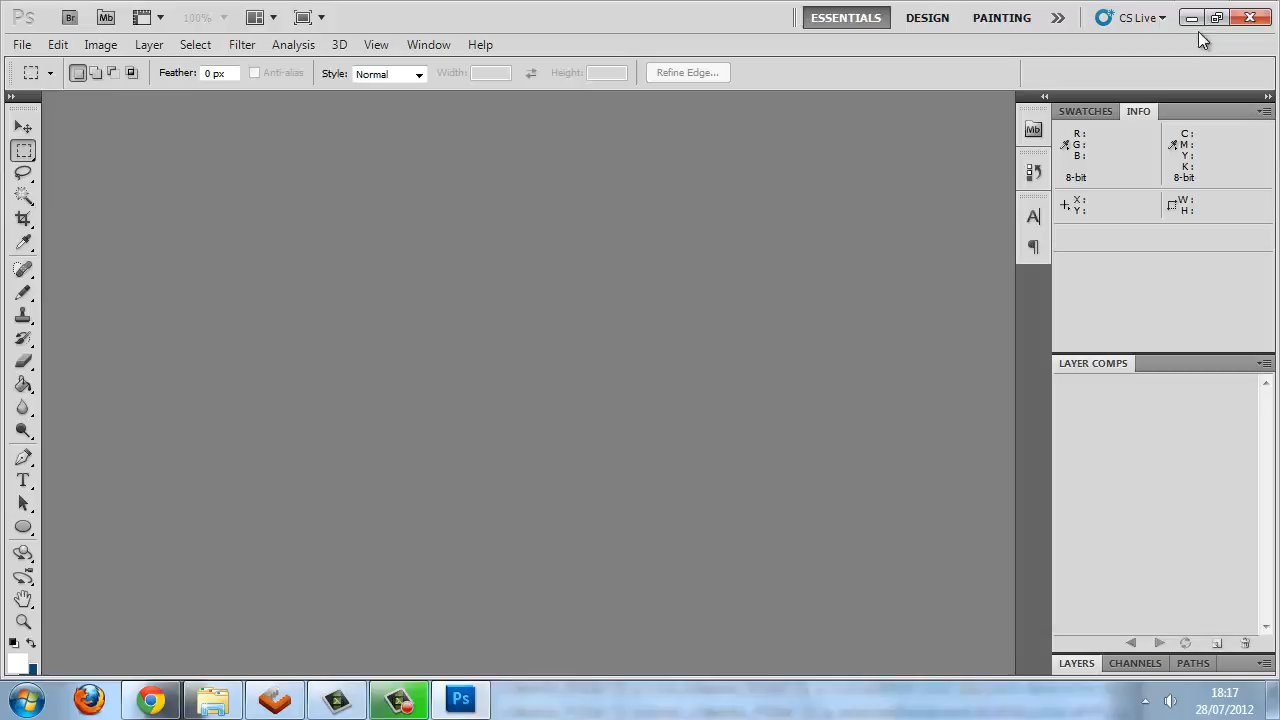 Ps Br Mb 100% ESSENTIALS DESIGN PAINTING CS Live
File Edit Image Layer Select Filter Analysis 3D View Window Help
Feather: 0 px Anti-alias Style: Normal Width: Height: Refine Edge...
SWATCHES INFO
Mb
R: C:
G: M:
B: Y:
K:
8-bit 8-bit
X: W:
Y: H:
A
¶
LAYER COMPS
T
LAYERS CHANNELS PATHS
Ps
18:17
28/07/2012